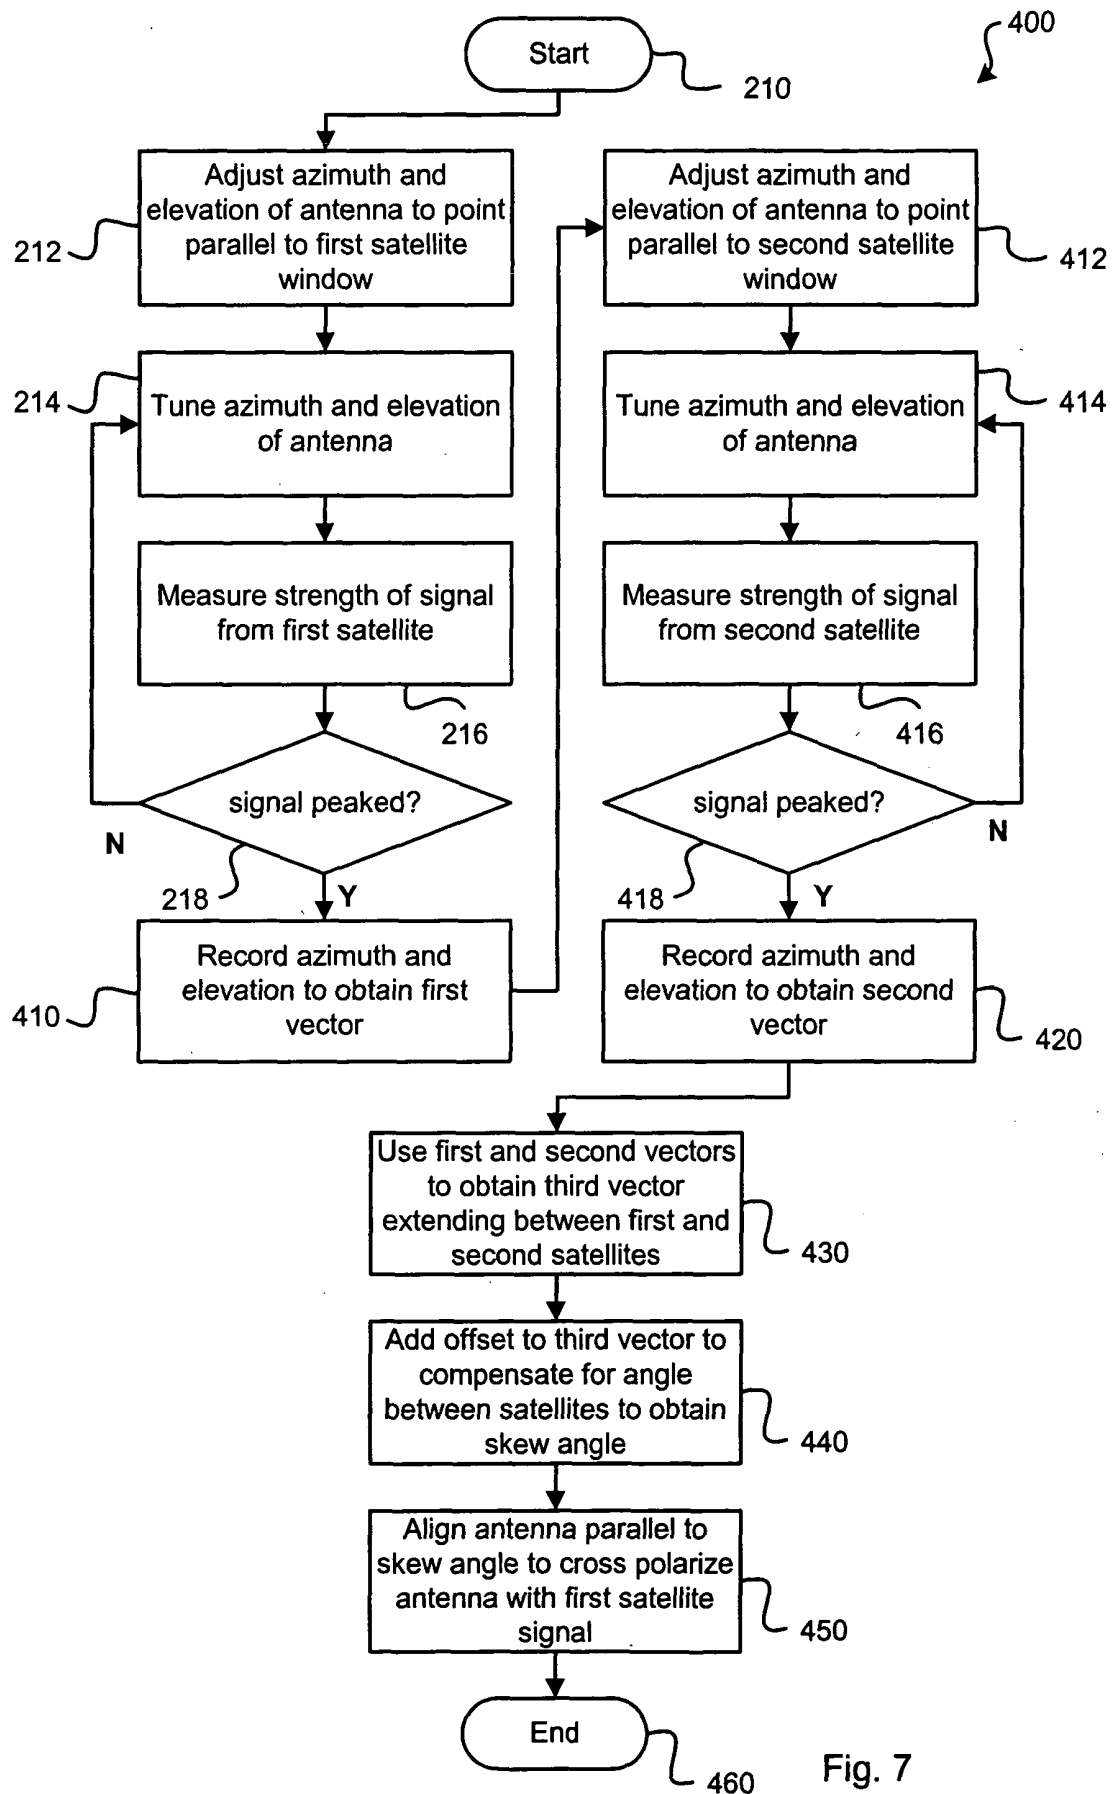 400
Start
210
Adjust azimuth and
elevation of antenna to point
parallel to first satellite
window
212
Tune azimuth and elevation
of antenna
214
Measure strength of signal
from first satellite
216
signal peaked?
N
218
Y
Record azimuth and
elevation to obtain first
vector
410
Adjust azimuth and
elevation of antenna to point
parallel to second satellite
window
412
Tune azimuth and elevation
of antenna
414
Measure strength of signal
from second satellite
416
signal peaked?
N
418
Y
Record azimuth and
elevation to obtain second
vector
420
Use first and second vectors
to obtain third vector
extending between first and
second satellites
430
Add offset to third vector to
compensate for angle
between satellites to obtain
skew angle
440
Align antenna parallel to
skew angle to cross polarize
antenna with first satellite
signal
450
End
460
Fig. 7